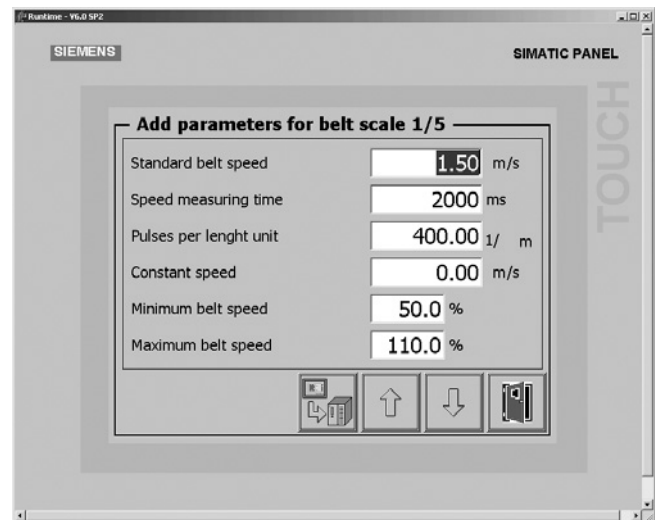 Runtime - V6.0 SP2
SIEMENS
SIMATIC PANEL
TOUCH
Add parameters for belt scale 1/5
Standard belt speed 1.50 m/s
Speed measuring time 2000 ms
Pulses per lenght unit 400.00 1/ m
Constant speed 0.00 m/s
Minimum belt speed 50.0 %
Maximum belt speed 110.0 %